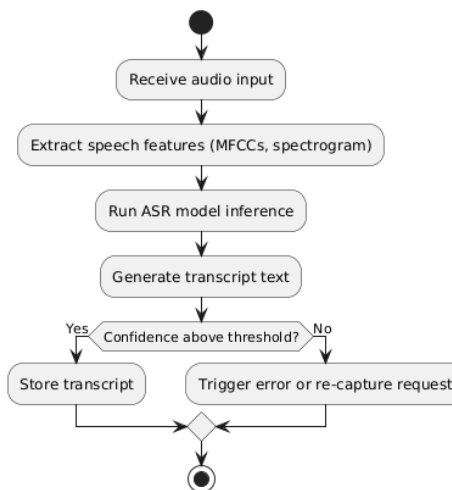 Receive audio input
Extract speech features (MFCCs, spectrogram)
Run ASR model inference
Generate transcript text
Yes
Confidence above threshold?
No
Store transcript
Trigger error or re-capture request